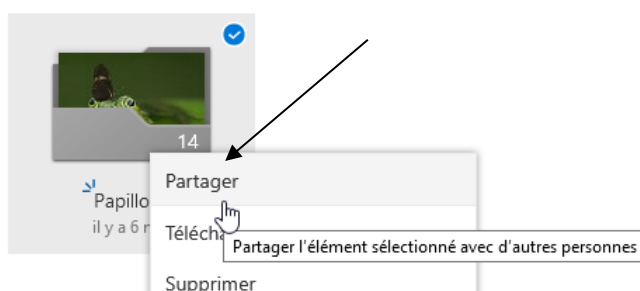 14
Partager
Papillo
il y a 6 r
Télécha
Partager l'élément sélectionné avec d'autres personnes
Supprimer